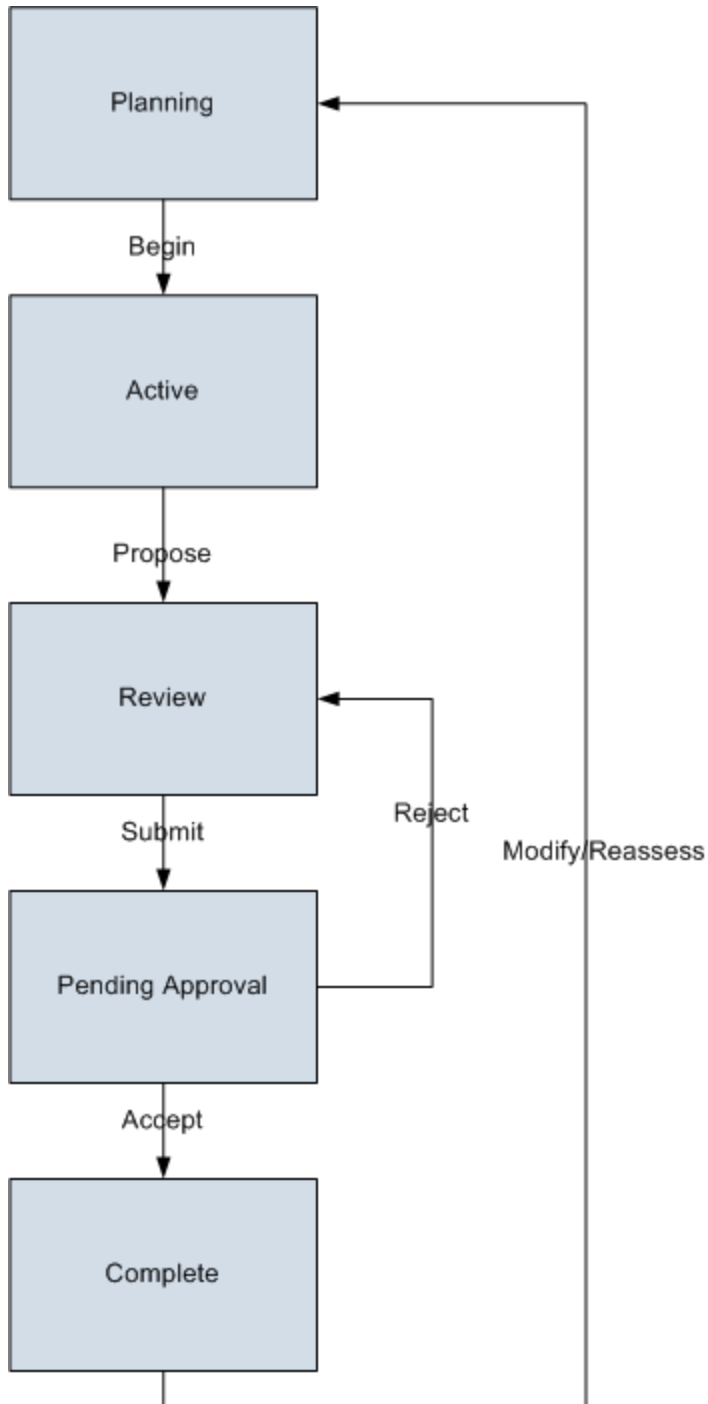 Planning
Begin
Active
Propose
Review
Submit
Reject
Modify/Reassess
Pending Approval
Accept
Complete